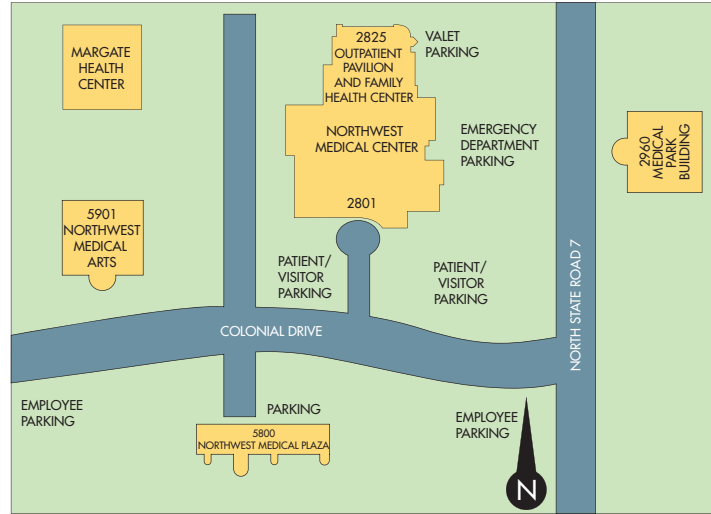 MARGATE
HEALTH
CENTER
2825
OUTPATIENT
PAVILION
AND FAMILY
HEALTH CENTER
VALET
PARKING
NORTHWEST
MEDICAL CENTER
EMERGENCY
DEPARTMENT
PARKING
2960
MEDICAL
PARK
BUILDING
2801
5901
NORTHWEST
MEDICAL
ARTS
PATIENT/
VISITOR
PARKING
PATIENT/
VISITOR
PARKING
NORTH STATE ROAD 7
COLONIAL DRIVE
EMPLOYEE
PARKING
PARKING
5800
NORTHWEST MEDICAL PLAZA
EMPLOYEE
PARKING
N